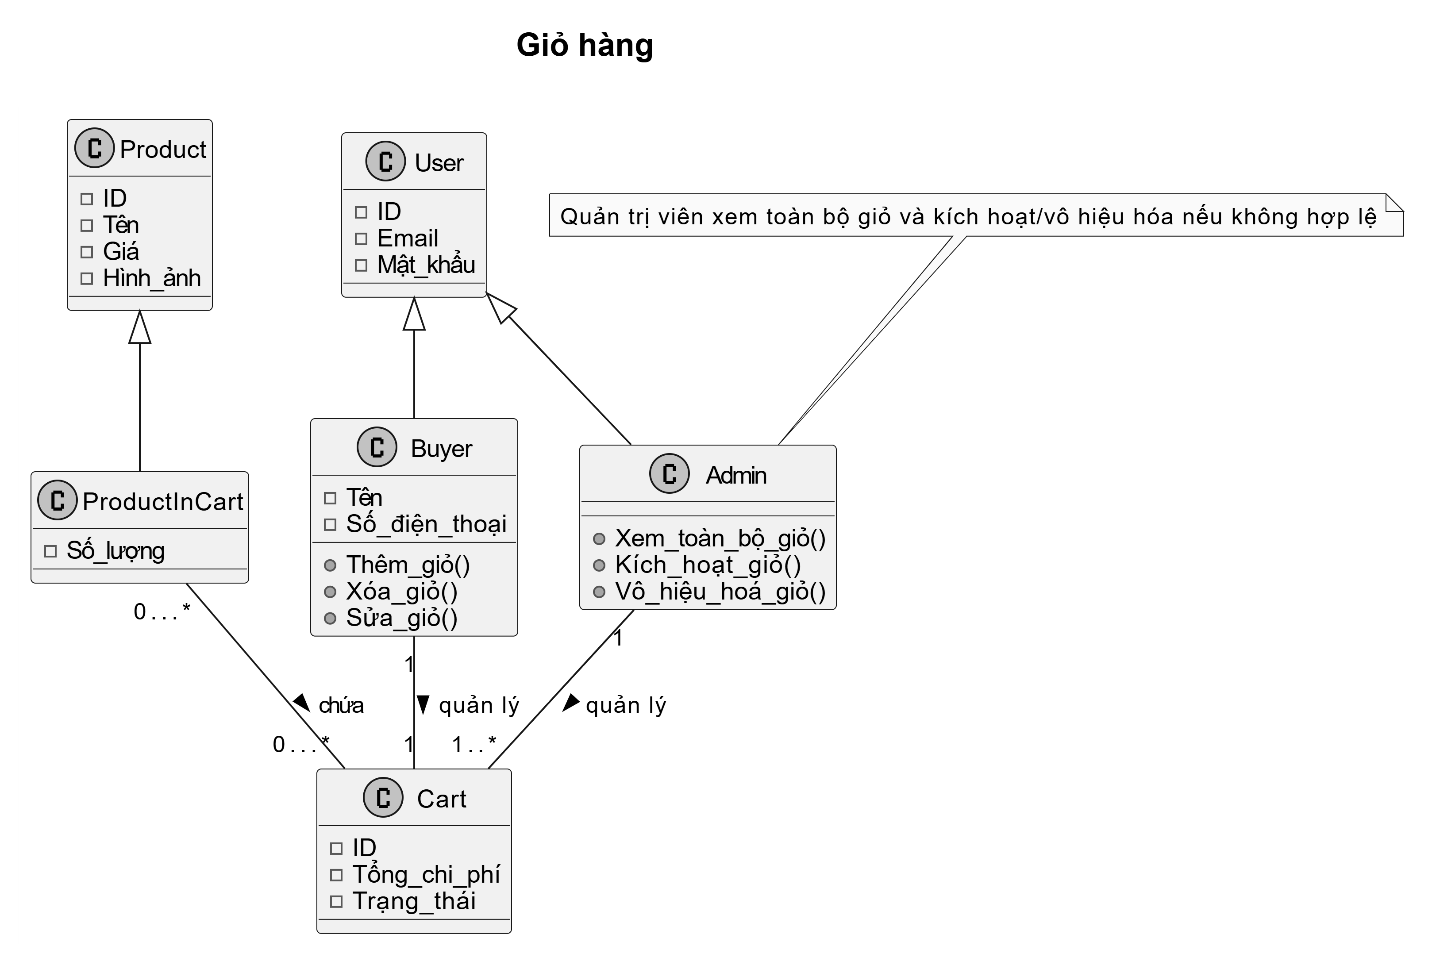 Giỏ hàng
C Product
ID
Tên
Giá
Hình_ảnh
C User
ID
Email
Mật_khẩu
Quản trị viên xem toàn bộ giỏ và kích hoạt/vô hiệu hóa nếu không hợp lệ
C ProductInCart
Số_lượng
C Buyer
Tên
Số_điện_thoại
Thêm_giỏ()
Xóa_giỏ()
Sửa_giỏ()
C Admin
Xem_toàn_bộ_giỏ()
Kích_hoạt_giỏ()
Vô_hiệu_hoá_giỏ()
0...*
1
1
chứa
quản lý
quản lý
0...*
1
1..*
C Cart
ID
Tổng_chi_phí
Trạng_thái